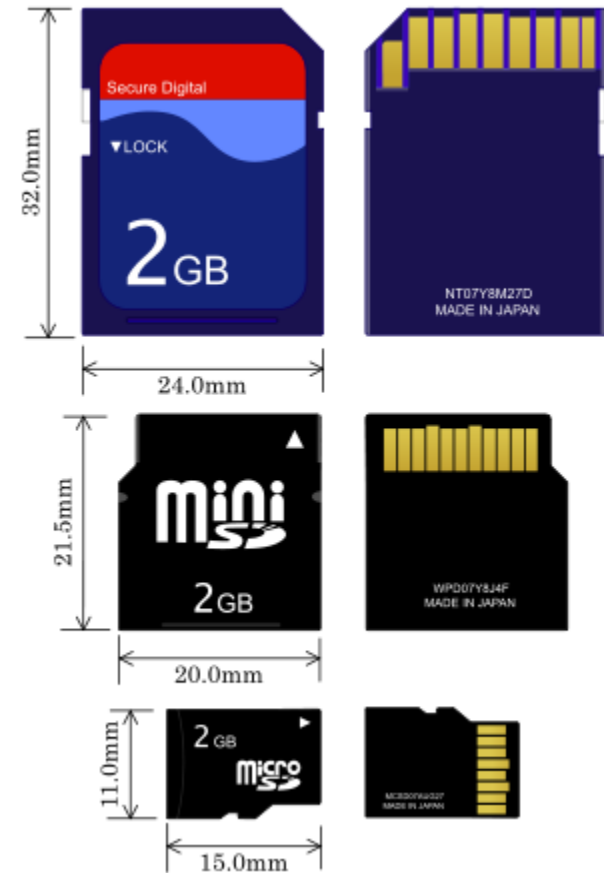 32.0mm
Secure Digital
▼LOCK
2GB
NT07Y8M27D
MADE IN JAPAN
24.0mm
21.5mm
mini
SD
2GB
WPD07Y8J4F
MADE IN JAPAN
20.0mm
11.0mm
2GB
micro
SD
MADE IN JAPAN
15.0mm